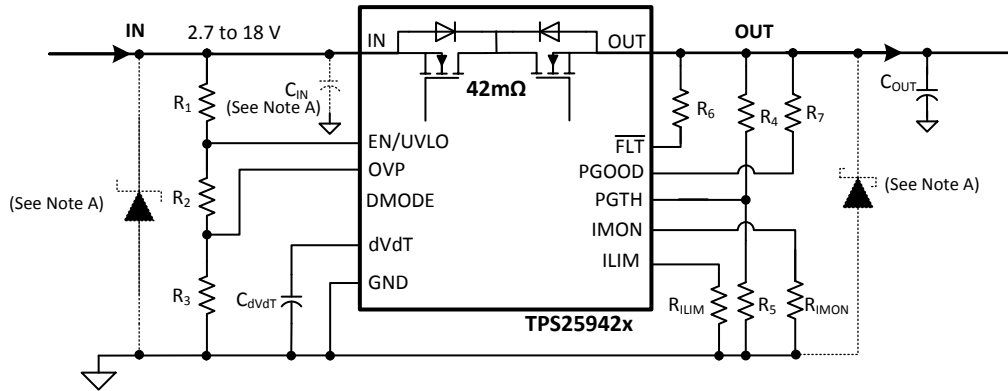 IN
2.7 to 18 V
IN
OUT
OUT
42mΩ
R1
CIN
(See Note A)
R6
R4
R7
COUT
EN/UVLO
FLT
OVP
PGOOD
(See Note A)
R2
DMODE
PGTH
(See Note A)
IMON
dVdT
ILIM
R3
CdVdT
GND
RILIM
R5
RIMON
TPS25942x